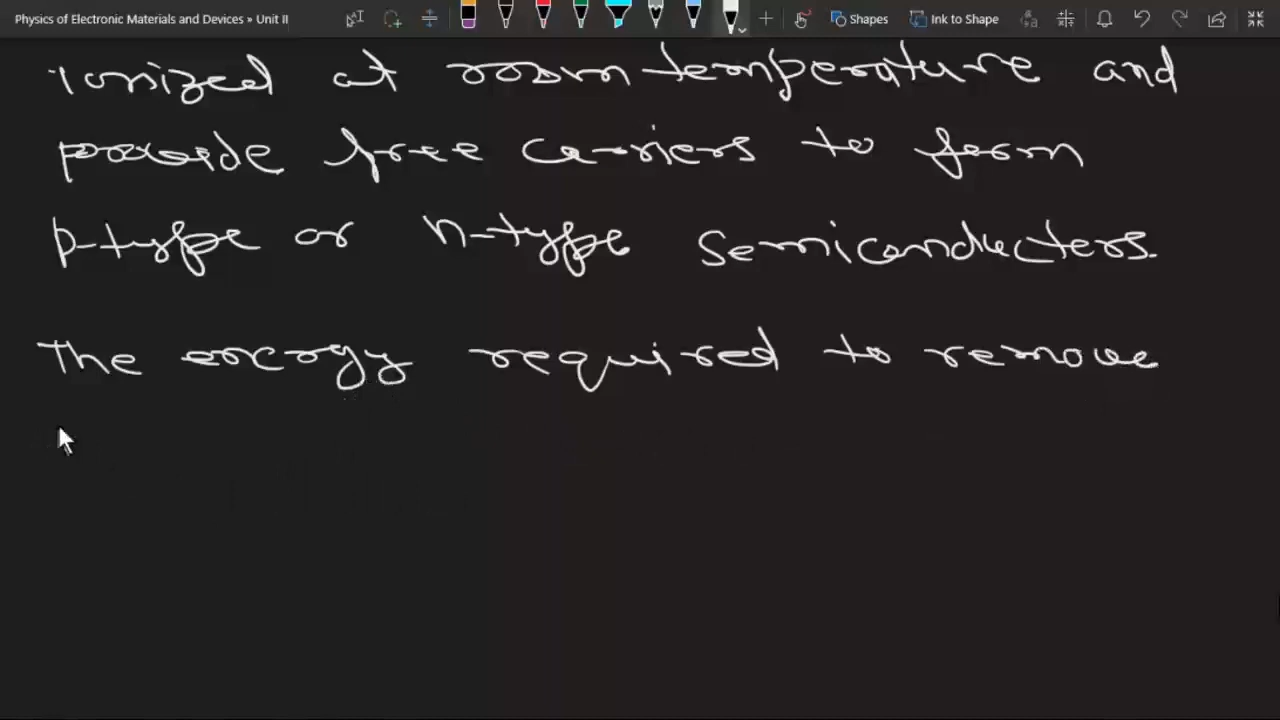 Physics of Electronic Materials and Devices » Unit II
Shapes
Ink to Shape
ionized at room temperature and
provide free carriers to form
p-type or n-type semiconducters.
The energy required to remove